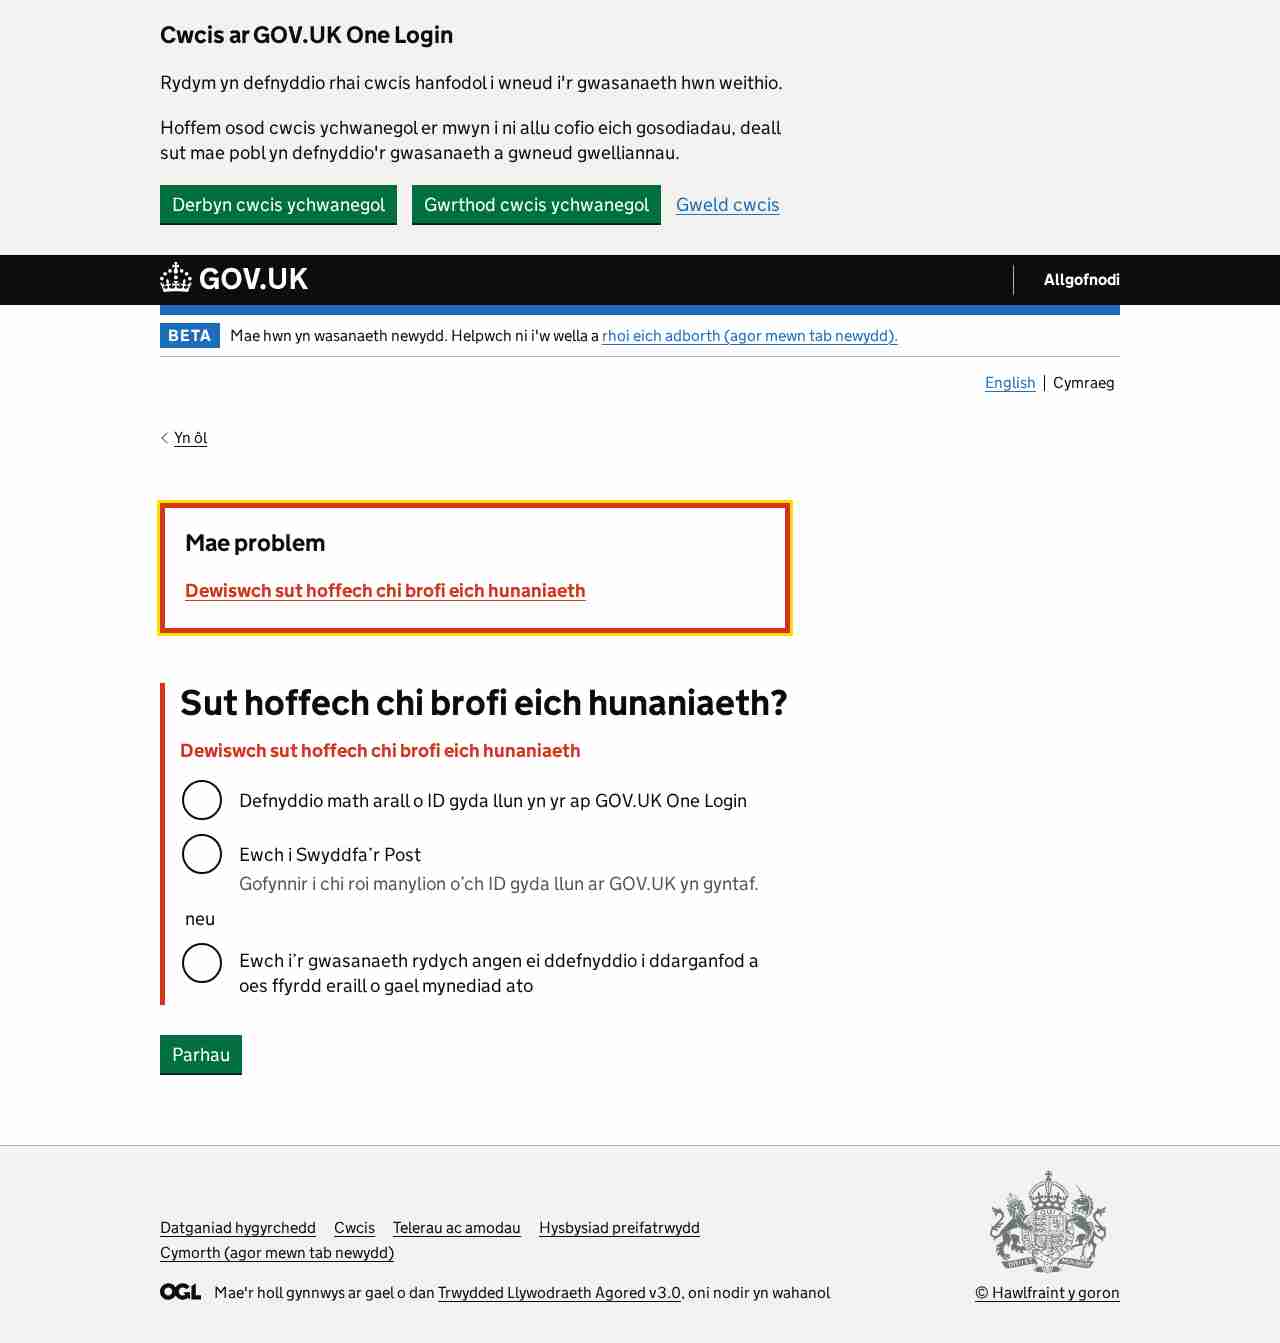 Cwcis ar GOV.UK One Login
Rydym yn defnyddio rhai cwcis hanfodol i wneud i'r gwasanaeth hwn weithio.
Hoffem osod cwcis ychwanegol er mwyn i ni allu cofio eich gosodiadau, deall
sut mae pobl yn defnyddio'r gwasanaeth a gwneud gwelliannau.
Derbyn cwcis ychwanegol Gwrthod cwcis ychwanegol Gweld cwcis
GOV.UK Allgofnodi
BETA Mae hwn yn wasanaeth newydd. Helpwch ni i'w wella a rhoi eich adborth (agor mewn tab newydd).
English | Cymraeg
Yn ôl
Mae problem
Dewiswch sut hoffech chi brofi eich hunaniaeth
Sut hoffech chi brofi eich hunaniaeth?
Dewiswch sut hoffech chi brofi eich hunaniaeth
Defnyddio math arall o ID gyda llun yn yr ap GOV.UK One Login
Ewch i Swyddfa’r Post
Gofynnir i chi roi manylion o’ch ID gyda llun ar GOV.UK yn gyntaf.
neu
Ewch i’r gwasanaeth rydych angen ei ddefnyddio i ddarganfod a
oes ffyrdd eraill o gael mynediad ato
Parhau
Datganiad hygyrchedd Cwcis Telerau ac amodau Hysbysiad preifatrwydd
Cymorth (agor mewn tab newydd)
OGL Mae'r holl gynnwys ar gael o dan Trwydded Llywodraeth Agored v3.0, oni nodir yn wahanol
© Hawlfraint y goron